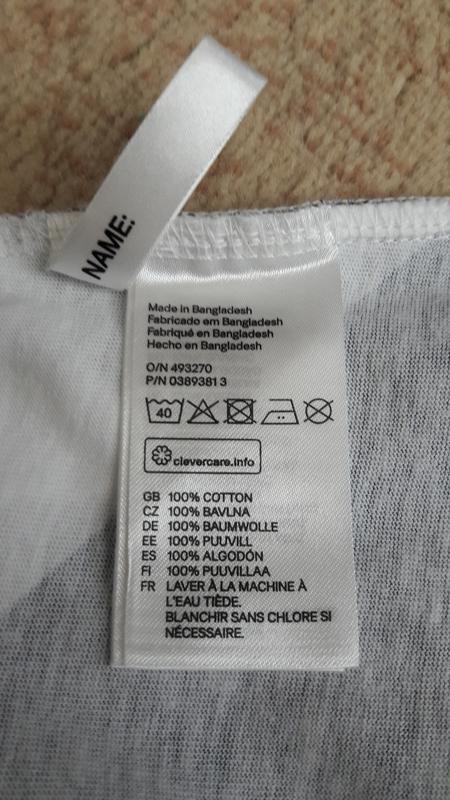 NAME:
Made in Bangladesh
Fabricado em Bangladesh
Fabriqué en Bangladesh
Hecho en Bangladesh
O/N 493270
P/N 0389381 3
40
clevercare.info
GB 100% COTTON
CZ 100% BAVLNA
DE 100% BAUMWOLLE
EE 100% PUUVILL
ES 100% ALGODÓN
FI 100% PUUVILLAA
FR LAVER À LA MACHINE À
L'EAU TIÈDE.
BLANCHIR SANS CHLORE SI
NÉCESSAIRE.